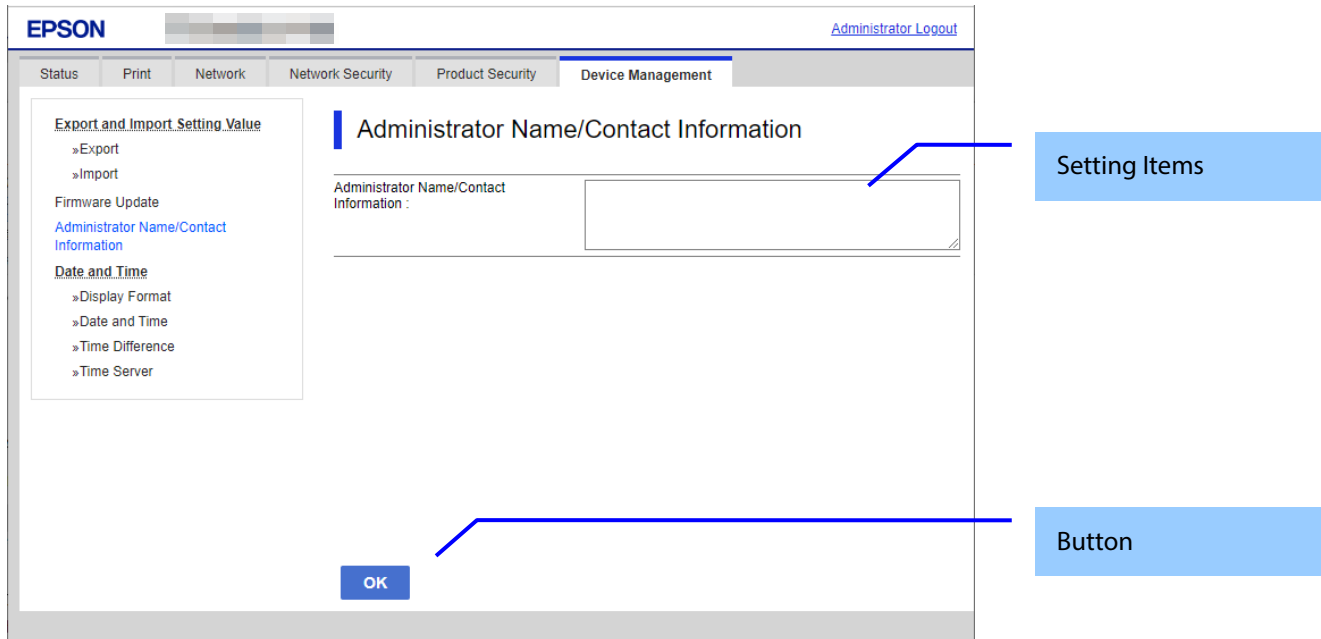 EPSON
Administrator Logout
Status Print Network Network Security Product Security Device Management
Export and Import Setting Value
»Export
»Import
Firmware Update
Administrator Name/Contact
Information
Date and Time
»Display Format
»Date and Time
»Time Difference
»Time Server
Administrator Name/Contact Information
Administrator Name/Contact
Information :
OK
Setting Items
Button